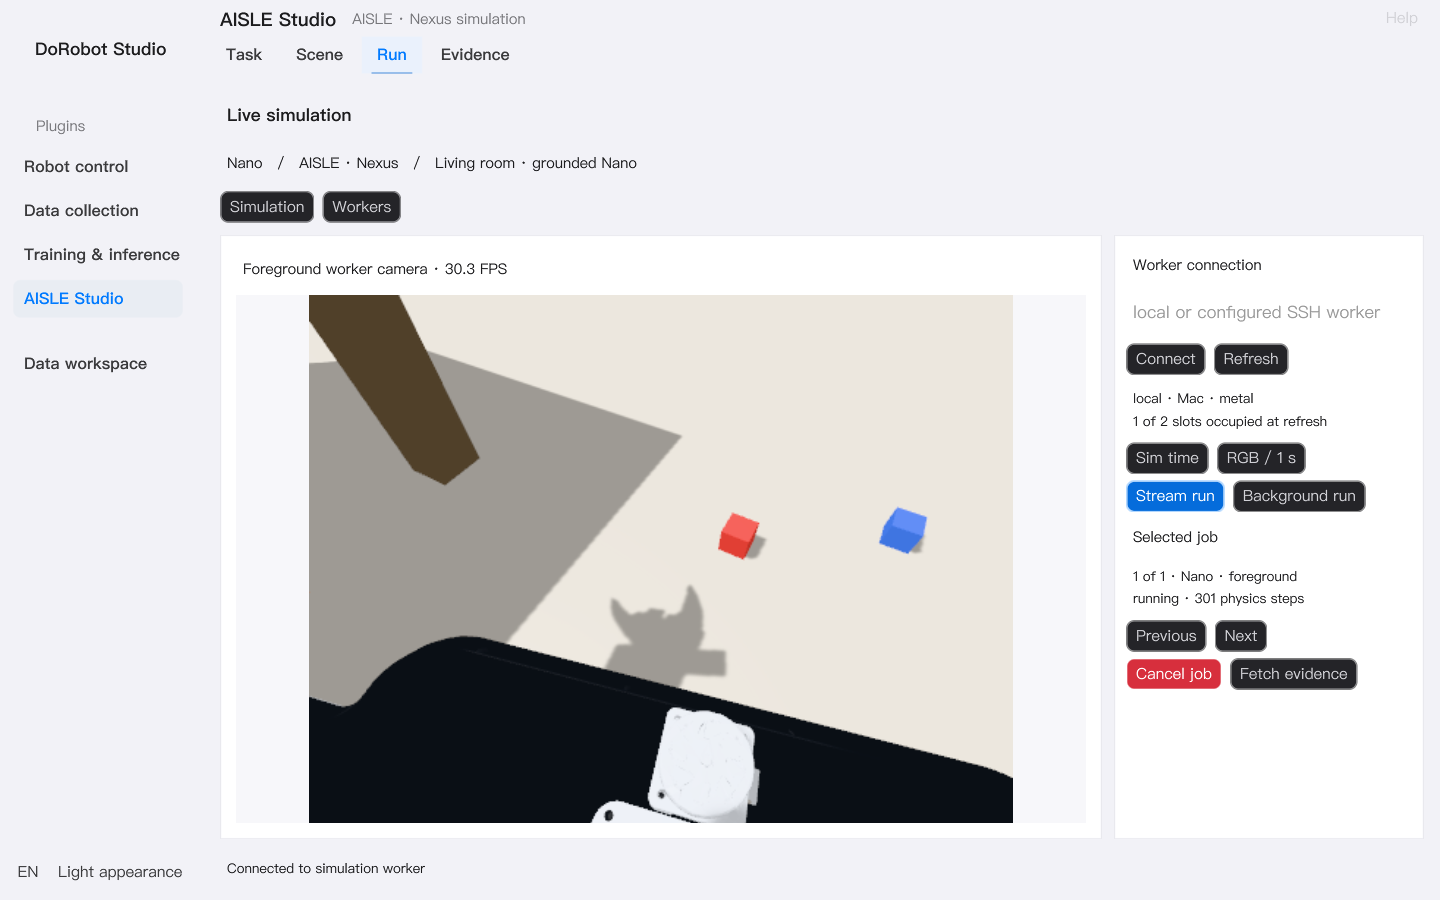 DoRobot Studio
Plugins
Robot control
Data collection
Training & inference
AISLE Studio
Data workspace
EN
Light appearance
AISLE Studio
AISLE · Nexus simulation
Help
Task
Scene
Run
Evidence
Live simulation
Nano / AISLE · Nexus / Living room · grounded Nano
Simulation
Workers
Foreground worker camera · 30.3 FPS
Worker connection
local or configured SSH worker
Connect
Refresh
local · Mac · metal
1 of 2 slots occupied at refresh
Sim time
RGB / 1 s
Stream run
Background run
Selected job
1 of 1 · Nano · foreground
running · 301 physics steps
Previous
Next
Cancel job
Fetch evidence
Connected to simulation worker